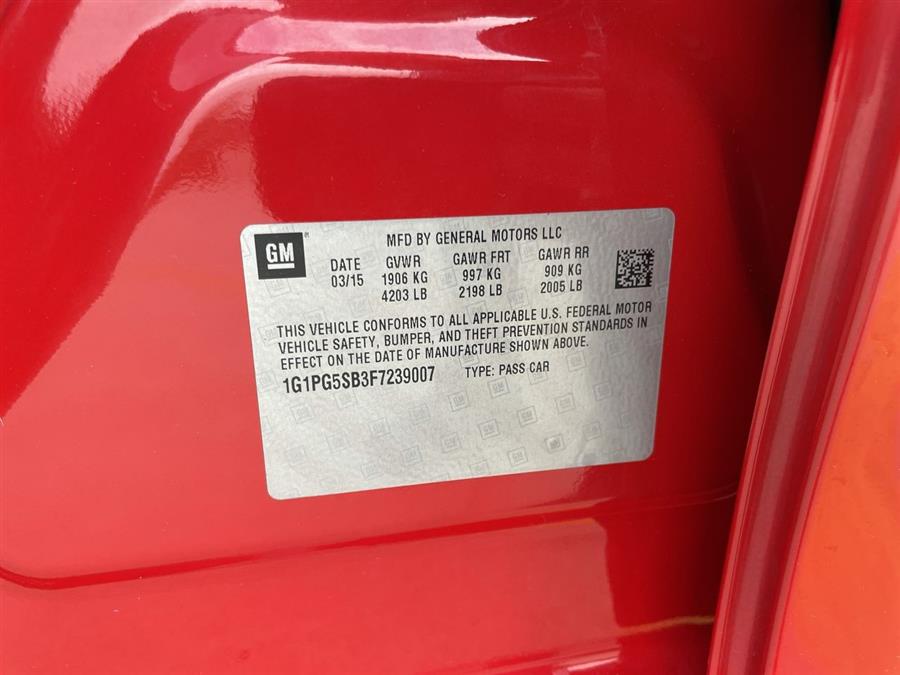 GM
MFD BY GENERAL MOTORS LLC
DATE GVWR GAWR FRT GAWR RR
03/15 1906 KG 997 KG 909 KG
4203 LB 2198 LB 2005 LB
THIS VEHICLE CONFORMS TO ALL APPLICABLE U.S. FEDERAL MOTOR
VEHICLE SAFETY, BUMPER, AND THEFT PREVENTION STANDARDS IN
EFFECT ON THE DATE OF MANUFACTURE SHOWN ABOVE.
1G1PG5SB3F7239007 TYPE: PASS CAR